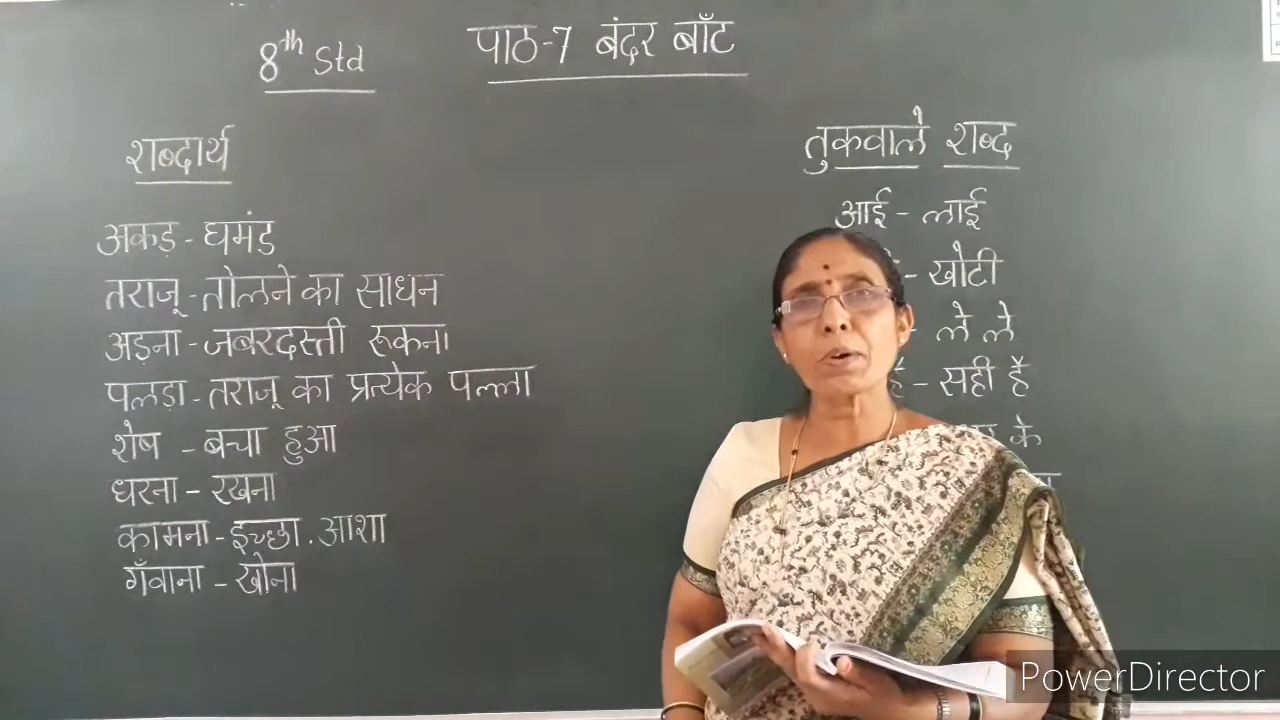 8th Std
पाठ-7 बंदर बाँट
शब्दार्थ
अकड़ - घमंड
तराजू - तोलने का साधन
अड़ना - जबरदस्ती रूकना
पलड़ा - तराजू का प्रत्येक पल्ला
शेष - बचा हुआ
धरना - रखना
कामना - इच्छा. आशा
गँवाना - खोना
तुकवाले शब्द
आई - लाई
- खोटी
- ले ले
- सही हैं
के
PowerDirector